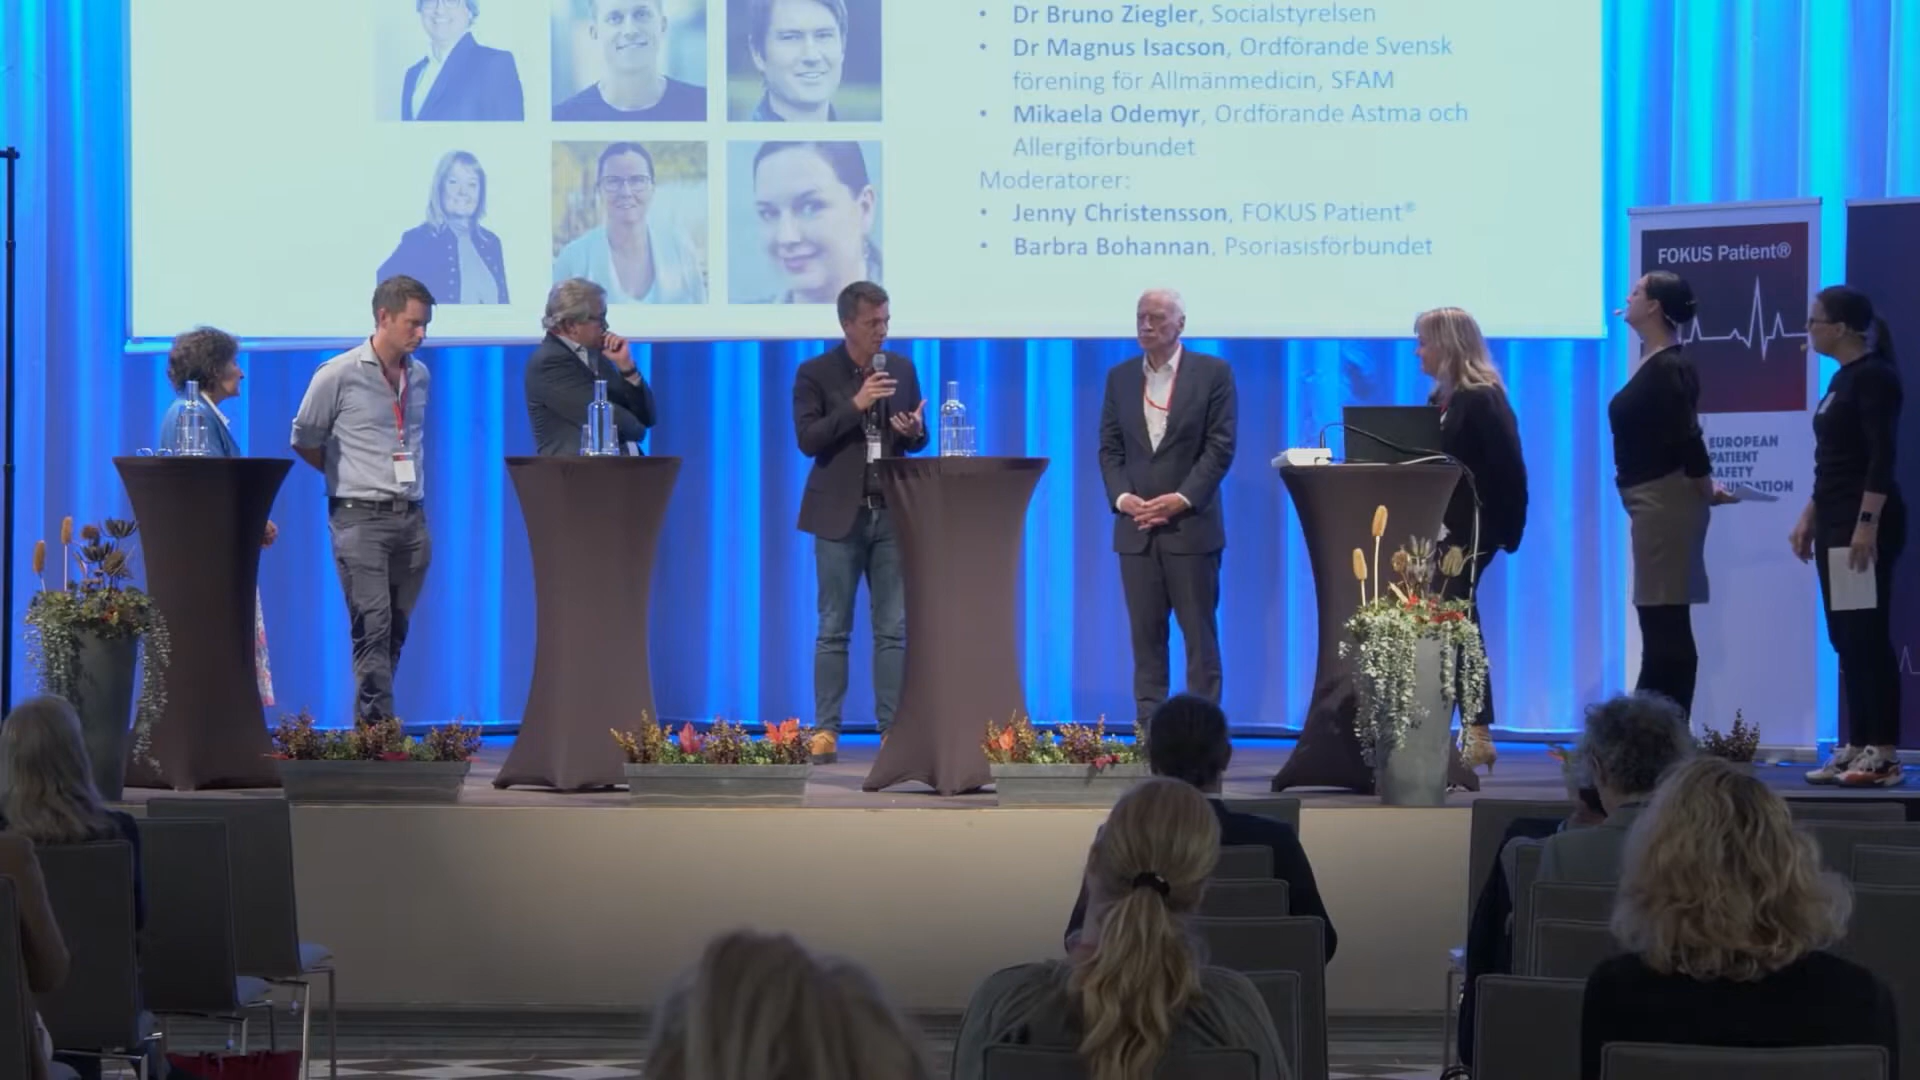 • Dr Bruno Ziegler, Socialstyrelsen
• Dr Magnus Isacson, Ordförande Svensk
förening för Allmänmedicin, SFAM
• Mikaela Odemyr, Ordförande Astma och
Allergiförbundet
Moderatorer:
• Jenny Christensson, FOKUS Patient®
• Barbra Bohannan, Psoriasisförbundet
FOKUS Patient®
EUROPEAN
PATIENT
SAFETY
FOUNDATION